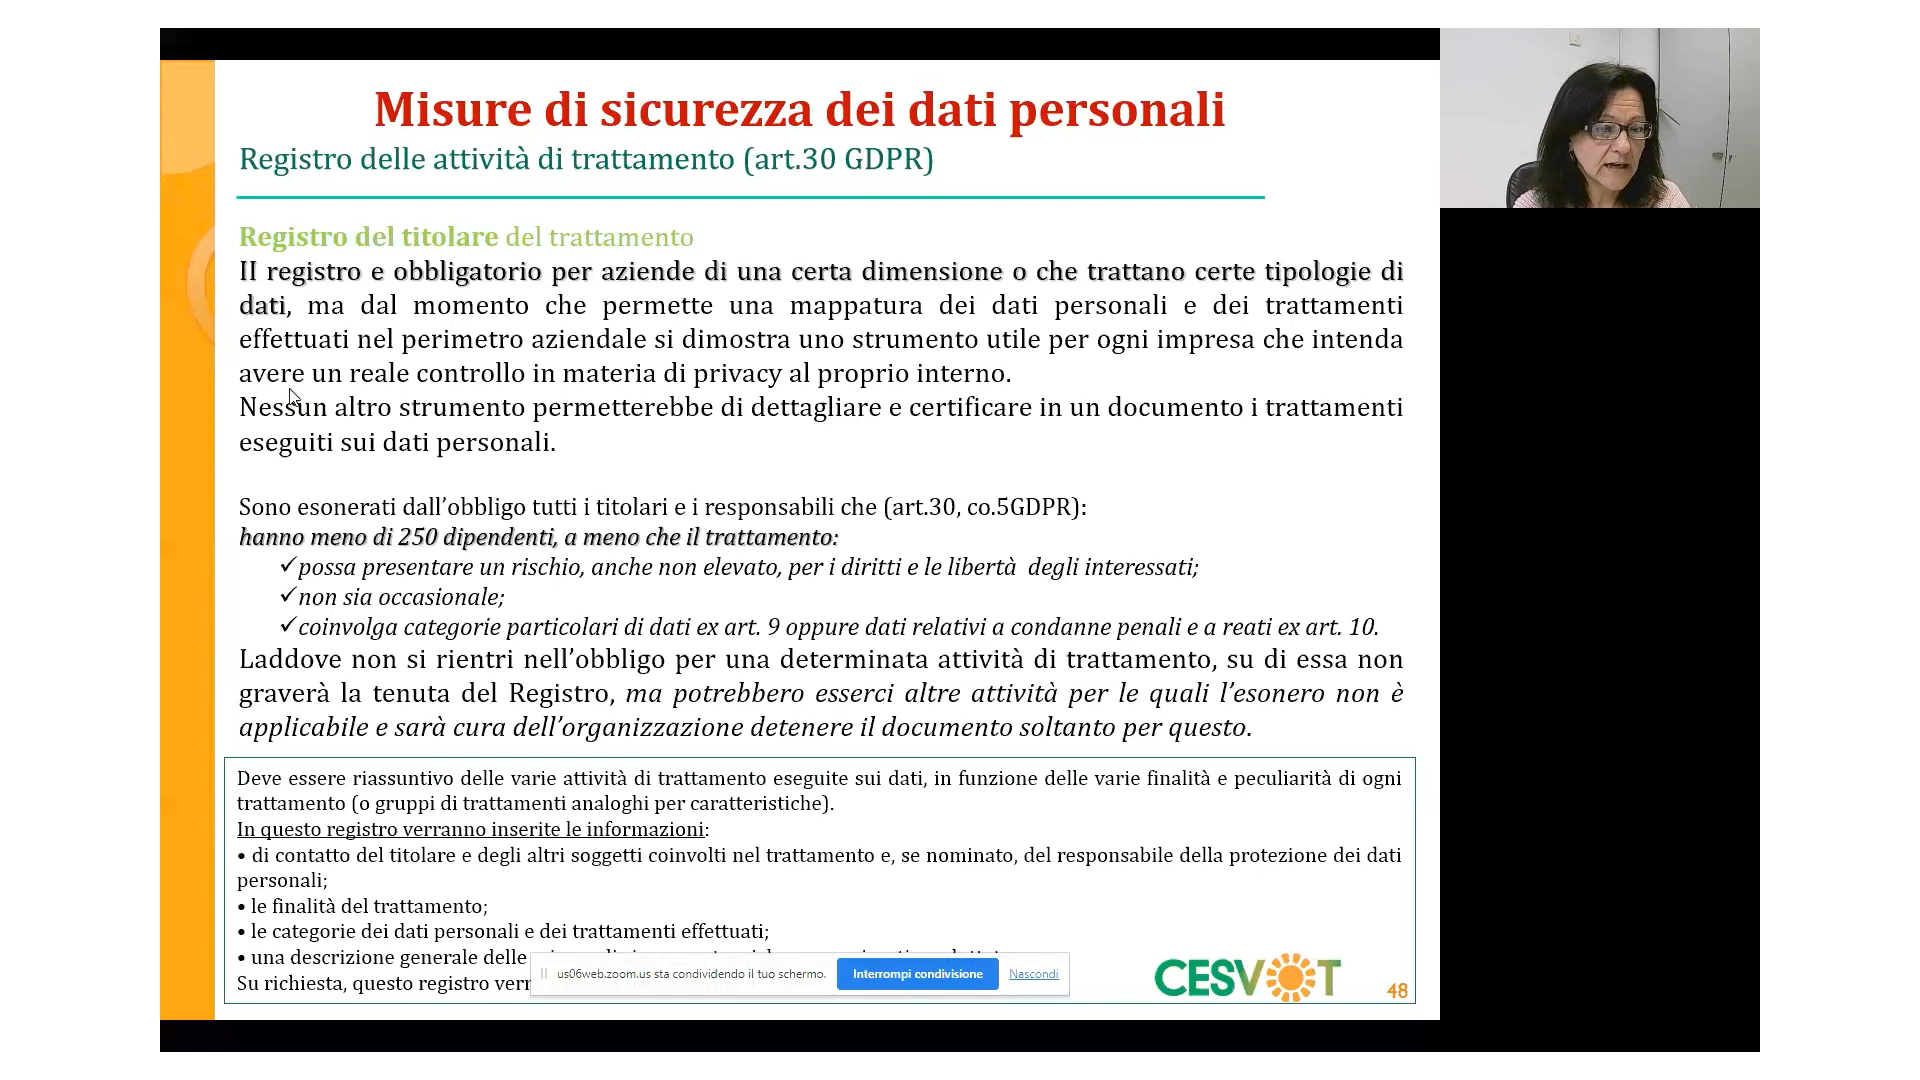 Misure di sicurezza dei dati personali
Registro delle attività di trattamento (art.30 GDPR)
Registro del titolare del trattamento
II registro e obbligatorio per aziende di una certa dimensione o che trattano certe tipologie di
dati, ma dal momento che permette una mappatura dei dati personali e dei trattamenti
effettuati nel perimetro aziendale si dimostra uno strumento utile per ogni impresa che intenda
avere un reale controllo in materia di privacy al proprio interno.
Nessun altro strumento permetterebbe di dettagliare e certificare in un documento i trattamenti
eseguiti sui dati personali.
Sono esonerati dall’obbligo tutti i titolari e i responsabili che (art.30, co.5GDPR):
hanno meno di 250 dipendenti, a meno che il trattamento:
✓possa presentare un rischio, anche non elevato, per i diritti e le libertà degli interessati;
✓non sia occasionale;
✓coinvolga categorie particolari di dati ex art. 9 oppure dati relativi a condanne penali e a reati ex art. 10.
Laddove non si rientri nell’obbligo per una determinata attività di trattamento, su di essa non
graverà la tenuta del Registro, ma potrebbero esserci altre attività per le quali l’esonero non è
applicabile e sarà cura dell’organizzazione detenere il documento soltanto per questo.
Deve essere riassuntivo delle varie attività di trattamento eseguite sui dati, in funzione delle varie finalità e peculiarità di ogni
trattamento (o gruppi di trattamenti analoghi per caratteristiche).
In questo registro verranno inserite le informazioni:
• di contatto del titolare e degli altri soggetti coinvolti nel trattamento e, se nominato, del responsabile della protezione dei dati
personali;
• le finalità del trattamento;
• le categorie dei dati personali e dei trattamenti effettuati;
• una descrizione generale delle
Su richiesta, questo registro
us06web.zoom.us sta condividendo il tuo schermo.
Interrompi condivisione
Nascondi
CESVOT
48